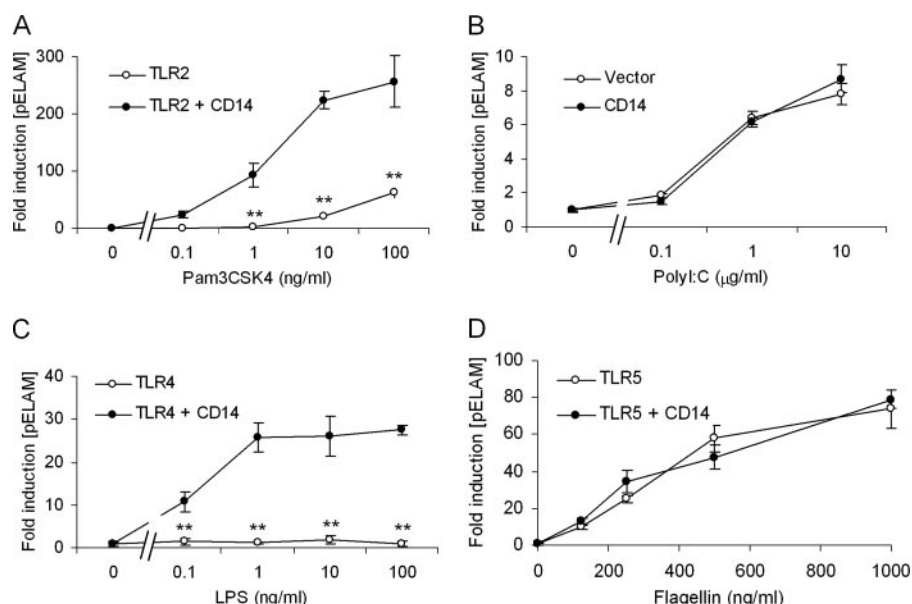 A
Fold induction [pELAM]
300
200
100
0
TLR2
TLR2 + CD14
**
**
**
0
0.1
1
10
100
Pam3CSK4 (ng/ml)
B
Fold induction [pELAM]
10
8
6
4
2
0
Vector
CD14
0
0.1
1
10
PolyI:C (μg/ml)
C
Fold induction [pELAM]
40
30
20
10
0
TLR4
TLR4 + CD14
**
**
**
**
0
0.1
1
10
100
LPS (ng/ml)
D
Fold induction [pELAM]
100
80
60
40
20
0
TLR5
TLR5 + CD14
0
200
400
600
800
1000
Flagellin (ng/ml)